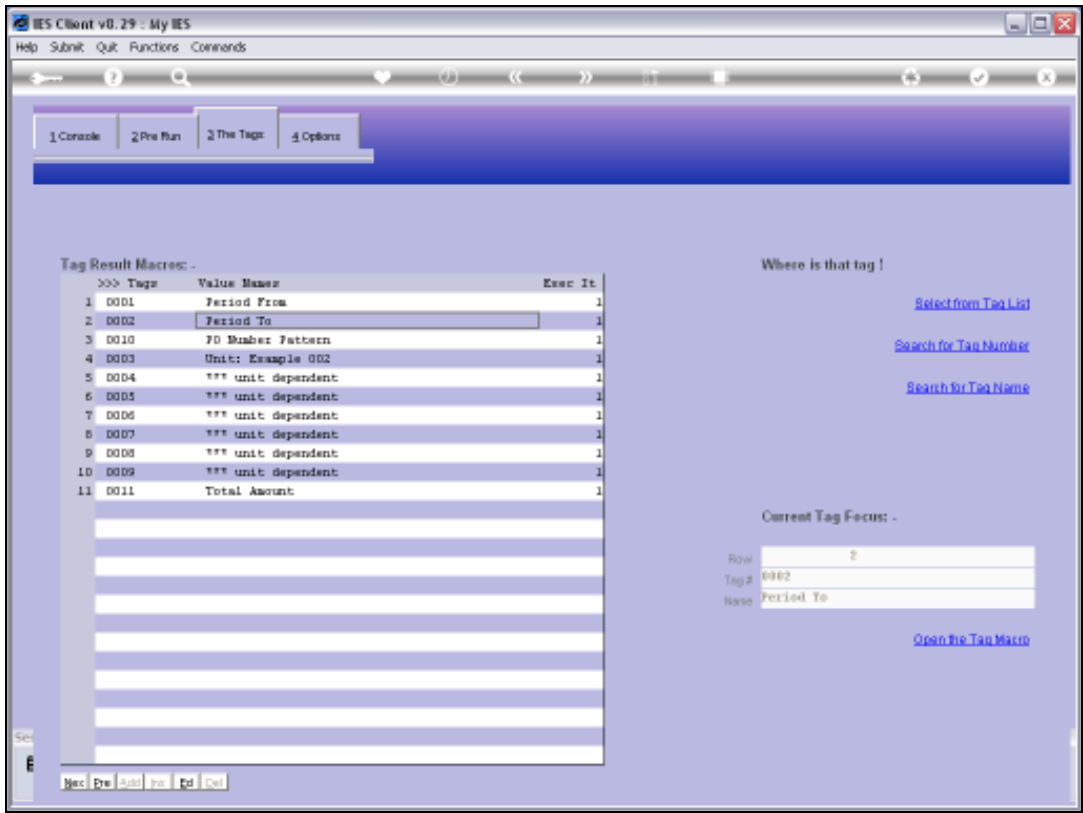 IES Client v8.29 : My IES
Help Submit Quit Functions Commands
1 Console 2 Pre Run 3 The Tags 4 Options
Tag Result Macros: -
>>> Tags Value Names Exec It
1 0001 Period From 1
2 0002 Period To 1
3 0010 PO Number Pattern 1
4 0003 Unit: Example 002 1
5 0004 *** unit dependent 1
6 0005 *** unit dependent 1
7 0006 *** unit dependent 1
8 0007 *** unit dependent 1
9 0008 *** unit dependent 1
10 0009 *** unit dependent 1
11 0011 Total Amount 1
Nex Pre Add Ins Ed Del
Where is that tag !
Select from Tag List
Search for Tag Number
Search for Tag Name
Current Tag Focus: -
Row 2
Tag # 0002
Name Period To
Open the Tag Macro